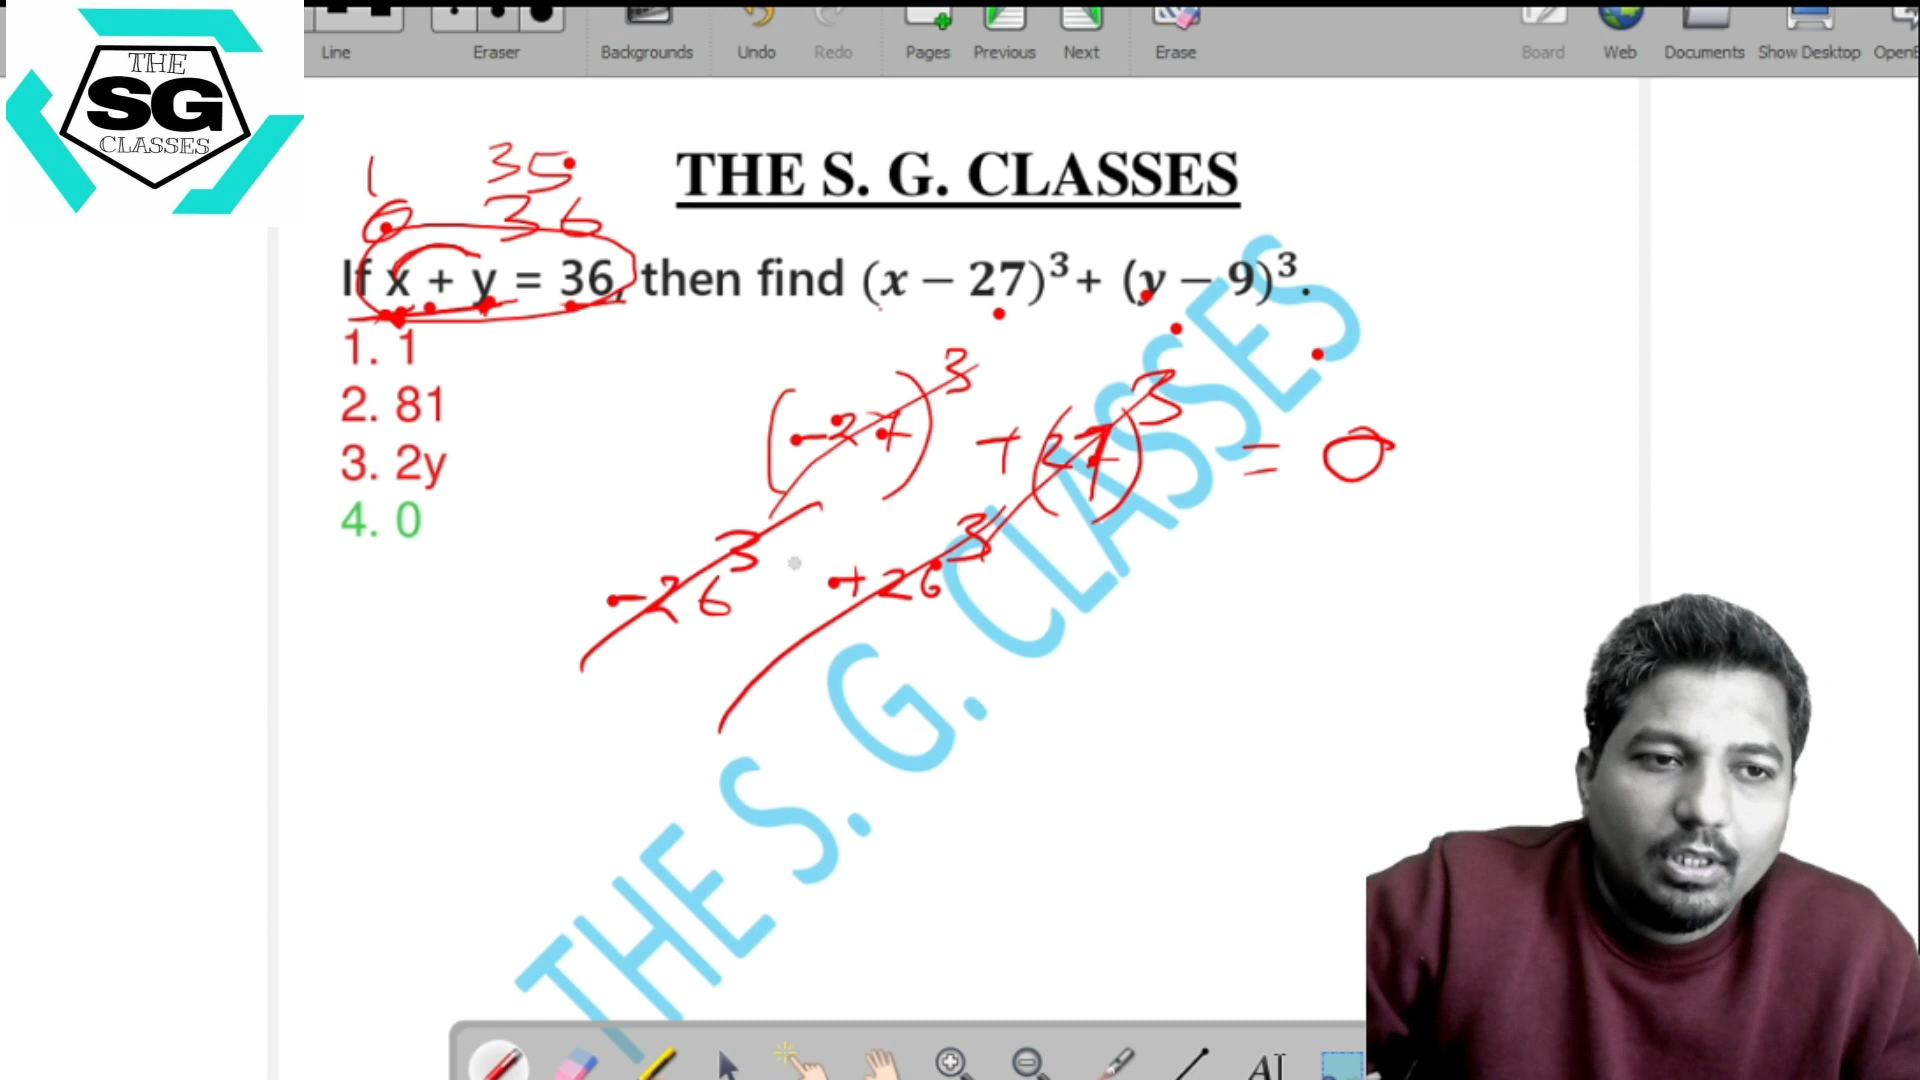 Line Eraser Backgrounds Undo Redo Pages Previous Next Erase Board Web Documents Show Desktop
THE
SG
CLASSES
THE S. G. CLASSES
1 35
0 36
If x + y = 36, then find (x − 27)³ + (y − 9)³ .
1. 1
2. 81
3. 2y
4. 0
(-27)³ + (27)³ = 0
-26³ +26³
THE S. G. CLASSES